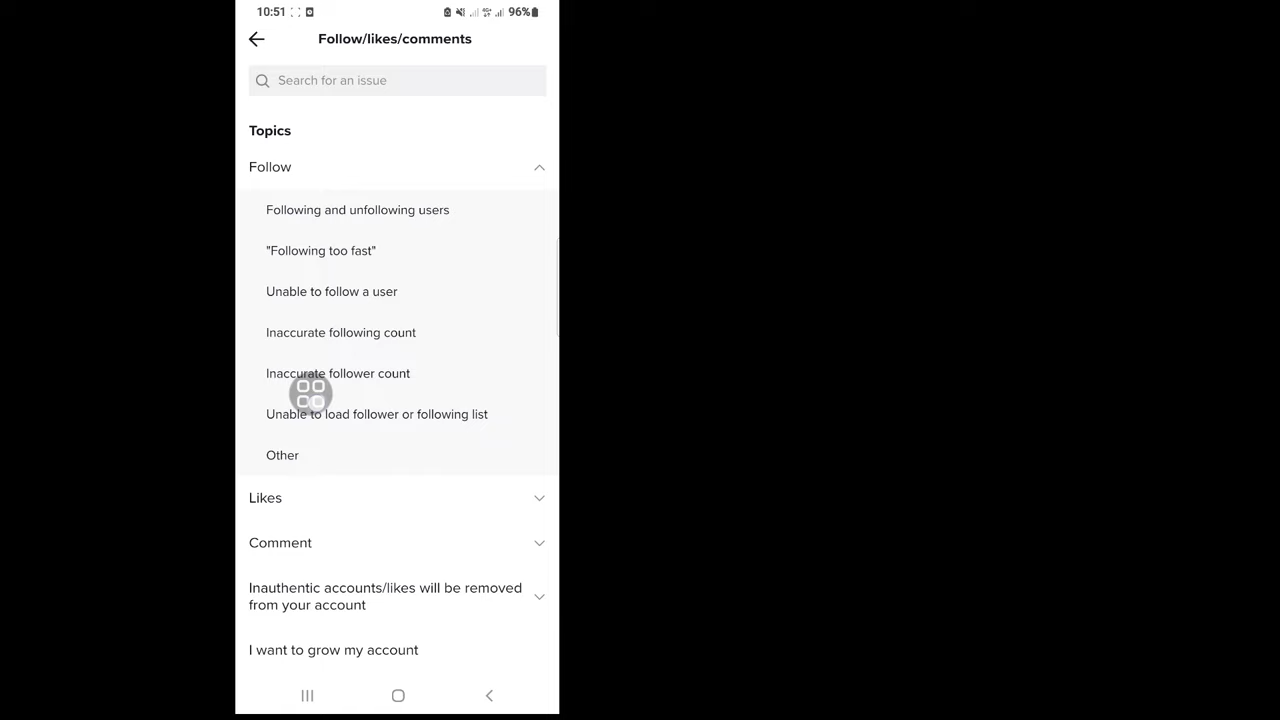 10:51
4G+
96%
Follow/likes/comments
Search for an issue
Topics
Follow
Following and unfollowing users
"Following too fast"
Unable to follow a user
Inaccurate following count
Inaccurate follower count
Unable to load follower or following list
Other
Likes
Comment
Inauthentic accounts/likes will be removed
from your account
I want to grow my account